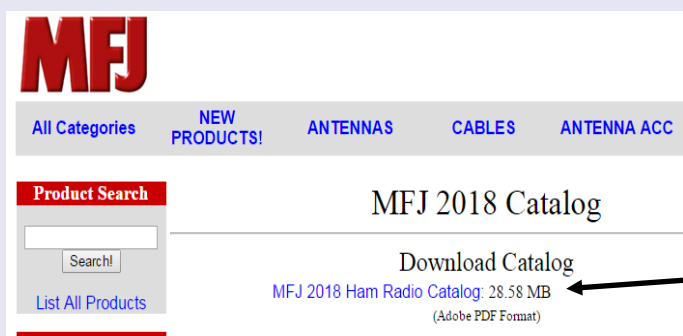 MFJ
All Categories
NEW
PRODUCTS!
ANTENNAS
CABLES
ANTENNA ACC
Product Search
Search!
List All Products
MFJ 2018 Catalog
Download Catalog
MFJ 2018 Ham Radio Catalog: 28.58 MB
(Adobe PDF Format)